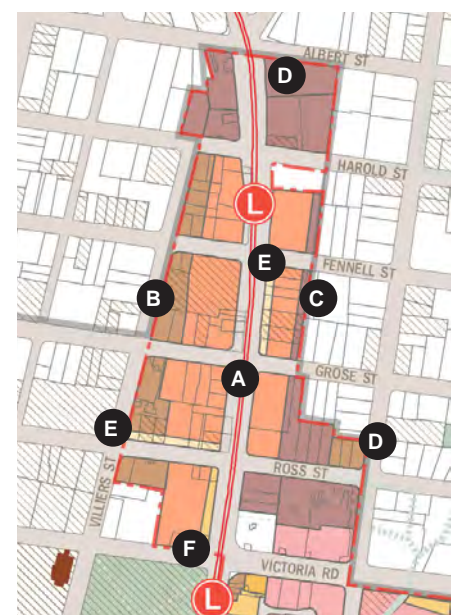 ALBERT ST
D
HAROLD ST
L
E
FENNELL ST
B
C
GROSE ST
A
E
D
ROSS ST
VILLIERS ST
F
VICTORIA RD
L